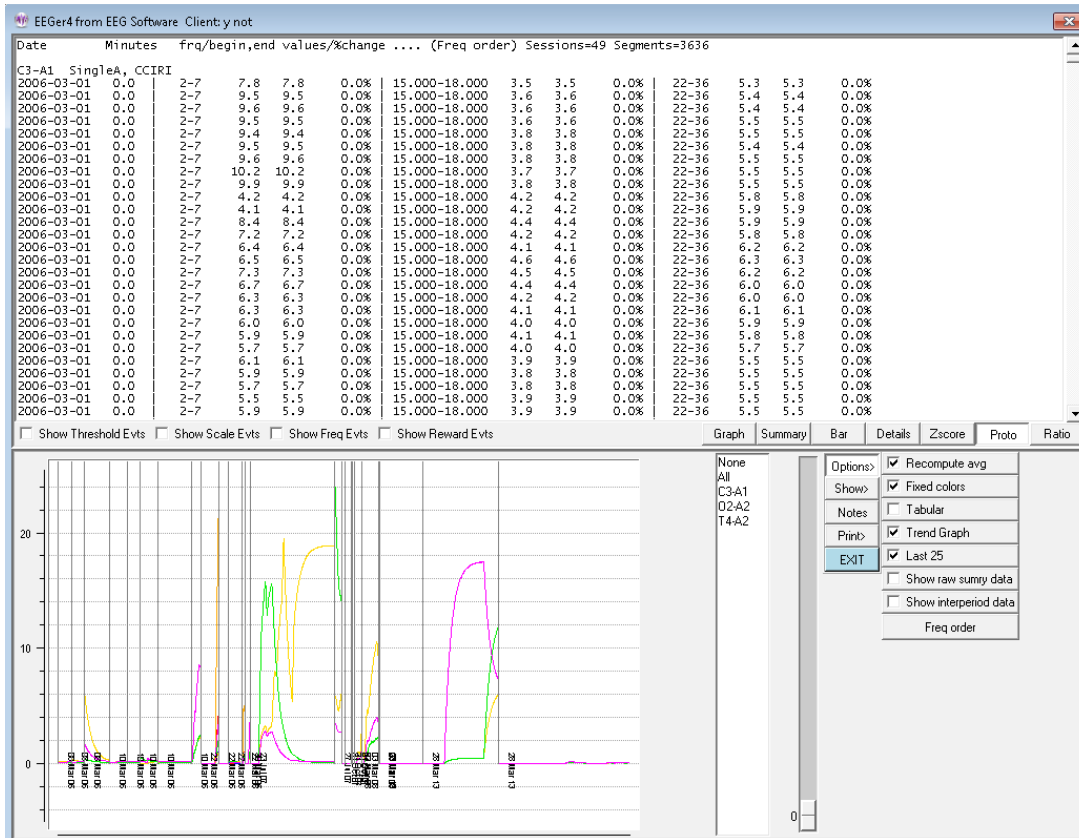 EEGer4 from EEG Software Client: y not
Date Minutes frq/begin,end values/%change .... (Freq order) Sessions=49 Segments=3636
C3-A1 SingleA, CCIRI
2006-03-01 0.0 | 2-7 7.8 7.8 0.0% | 15.000-18.000 3.5 3.5 0.0% | 22-36 5.3 5.3 0.0%
2006-03-01 0.0 | 2-7 9.5 9.5 0.0% | 15.000-18.000 3.6 3.6 0.0% | 22-36 5.4 5.4 0.0%
2006-03-01 0.0 | 2-7 9.6 9.6 0.0% | 15.000-18.000 3.6 3.6 0.0% | 22-36 5.4 5.4 0.0%
2006-03-01 0.0 | 2-7 9.5 9.5 0.0% | 15.000-18.000 3.6 3.6 0.0% | 22-36 5.5 5.5 0.0%
2006-03-01 0.0 | 2-7 9.4 9.4 0.0% | 15.000-18.000 3.8 3.8 0.0% | 22-36 5.5 5.5 0.0%
2006-03-01 0.0 | 2-7 9.5 9.5 0.0% | 15.000-18.000 3.8 3.8 0.0% | 22-36 5.4 5.4 0.0%
2006-03-01 0.0 | 2-7 9.6 9.6 0.0% | 15.000-18.000 3.8 3.8 0.0% | 22-36 5.5 5.5 0.0%
2006-03-01 0.0 | 2-7 10.2 10.2 0.0% | 15.000-18.000 3.7 3.7 0.0% | 22-36 5.5 5.5 0.0%
2006-03-01 0.0 | 2-7 9.9 9.9 0.0% | 15.000-18.000 3.8 3.8 0.0% | 22-36 5.5 5.5 0.0%
2006-03-01 0.0 | 2-7 4.2 4.2 0.0% | 15.000-18.000 4.2 4.2 0.0% | 22-36 5.8 5.8 0.0%
2006-03-01 0.0 | 2-7 4.1 4.1 0.0% | 15.000-18.000 4.2 4.2 0.0% | 22-36 5.9 5.9 0.0%
2006-03-01 0.0 | 2-7 8.4 8.4 0.0% | 15.000-18.000 4.4 4.4 0.0% | 22-36 5.9 5.9 0.0%
2006-03-01 0.0 | 2-7 7.2 7.2 0.0% | 15.000-18.000 4.2 4.2 0.0% | 22-36 5.8 5.8 0.0%
2006-03-01 0.0 | 2-7 6.4 6.4 0.0% | 15.000-18.000 4.1 4.1 0.0% | 22-36 6.2 6.2 0.0%
2006-03-01 0.0 | 2-7 6.5 6.5 0.0% | 15.000-18.000 4.6 4.6 0.0% | 22-36 6.3 6.3 0.0%
2006-03-01 0.0 | 2-7 7.3 7.3 0.0% | 15.000-18.000 4.5 4.5 0.0% | 22-36 6.2 6.2 0.0%
2006-03-01 0.0 | 2-7 6.7 6.7 0.0% | 15.000-18.000 4.4 4.4 0.0% | 22-36 6.0 6.0 0.0%
2006-03-01 0.0 | 2-7 6.3 6.3 0.0% | 15.000-18.000 4.2 4.2 0.0% | 22-36 6.0 6.0 0.0%
2006-03-01 0.0 | 2-7 6.3 6.3 0.0% | 15.000-18.000 4.1 4.1 0.0% | 22-36 6.1 6.1 0.0%
2006-03-01 0.0 | 2-7 6.0 6.0 0.0% | 15.000-18.000 4.0 4.0 0.0% | 22-36 5.9 5.9 0.0%
2006-03-01 0.0 | 2-7 5.9 5.9 0.0% | 15.000-18.000 4.1 4.1 0.0% | 22-36 5.8 5.8 0.0%
2006-03-01 0.0 | 2-7 5.7 5.7 0.0% | 15.000-18.000 4.0 4.0 0.0% | 22-36 5.7 5.7 0.0%
2006-03-01 0.0 | 2-7 6.1 6.1 0.0% | 15.000-18.000 3.9 3.9 0.0% | 22-36 5.5 5.5 0.0%
2006-03-01 0.0 | 2-7 5.9 5.9 0.0% | 15.000-18.000 3.8 3.8 0.0% | 22-36 5.5 5.5 0.0%
2006-03-01 0.0 | 2-7 5.7 5.7 0.0% | 15.000-18.000 3.8 3.8 0.0% | 22-36 5.5 5.5 0.0%
2006-03-01 0.0 | 2-7 5.5 5.5 0.0% | 15.000-18.000 3.9 3.9 0.0% | 22-36 5.5 5.5 0.0%
2006-03-01 0.0 | 2-7 5.9 5.9 0.0% | 15.000-18.000 3.9 3.9 0.0% | 22-36 5.5 5.5 0.0%
Show Threshold Evts Show Scale Evts Show Freq Evts Show Reward Evts Graph Summary Bar Details Zscore Proto Ratio
20
10
0
10 Mar 06
10 Mar 06
10 Mar 06
10 Mar 06
10 Mar 06
22 Mar 06
22 Mar 06
28 Mar 13
28 Mar 13
None
All
C3-A1
O2-A2
T4-A2
0
Options>
Show>
Notes
Print>
EXIT
Recompute avg
Fixed colors
Tabular
Trend Graph
Last 25
Show raw sumry data
Show interperiod data
Freq order